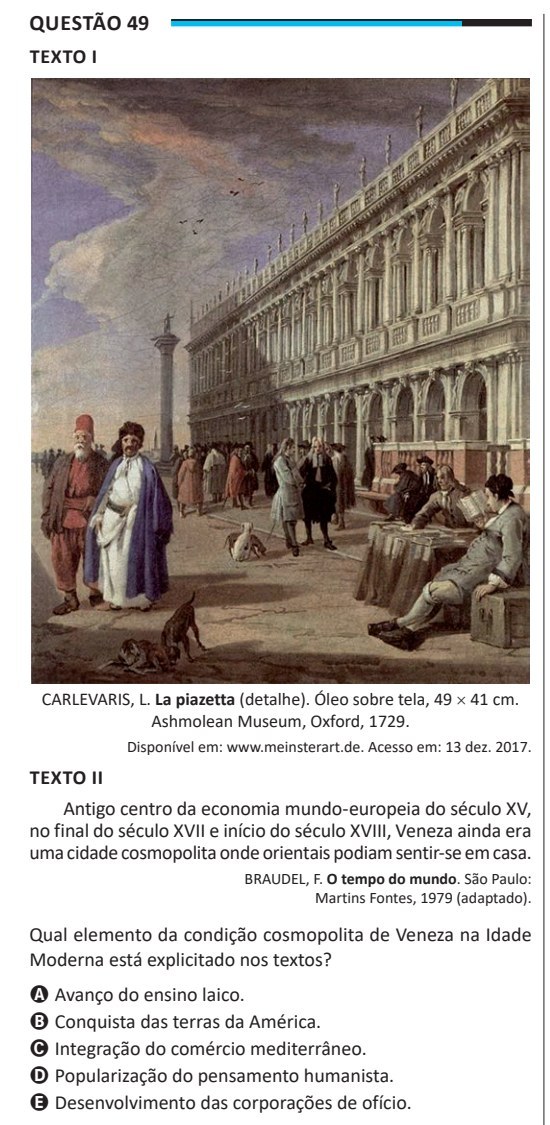 QUESTÃO 49
TEXTO I
CARLEVARIS, L. La piazetta (detalhe). Óleo sobre tela, 49 × 41 cm.
Ashmolean Museum, Oxford, 1729.
Disponível em: www.meinsterart.de. Acesso em: 13 dez. 2017.
TEXTO II
Antigo centro da economia mundo-europeia do século XV,
no final do século XVII e início do século XVIII, Veneza ainda era
uma cidade cosmopolita onde orientais podiam sentir-se em casa.
BRAUDEL, F. O tempo do mundo. São Paulo:
Martins Fontes, 1979 (adaptado).
Qual elemento da condição cosmopolita de Veneza na Idade
Moderna está explicitado nos textos?
A Avanço do ensino laico.
B Conquista das terras da América.
C Integração do comércio mediterrâneo.
D Popularização do pensamento humanista.
E Desenvolvimento das corporações de ofício.